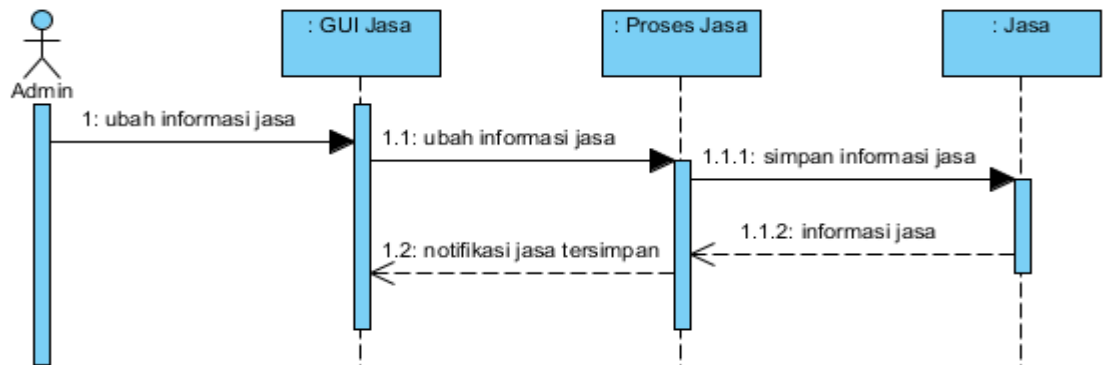 : GUI Jasa
: Proses Jasa
: Jasa
Admin
1: ubah informasi jasa
1.1: ubah informasi jasa
1.1.1: simpan informasi jasa
1.1.2: informasi jasa
1.2: notifikasi jasa tersimpan